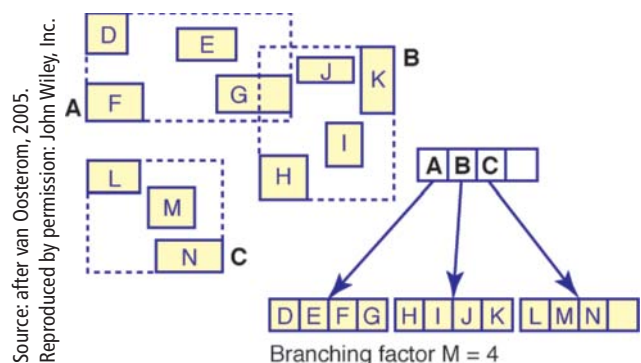 Source: after van Oosterom, 2005.
Reproduced by permission: John Wiley, Inc.
D
E
B
J
K
A
F
G
I
H
A B C
L
M
N
C
D E F G H I J K L M N
Branching factor M = 4